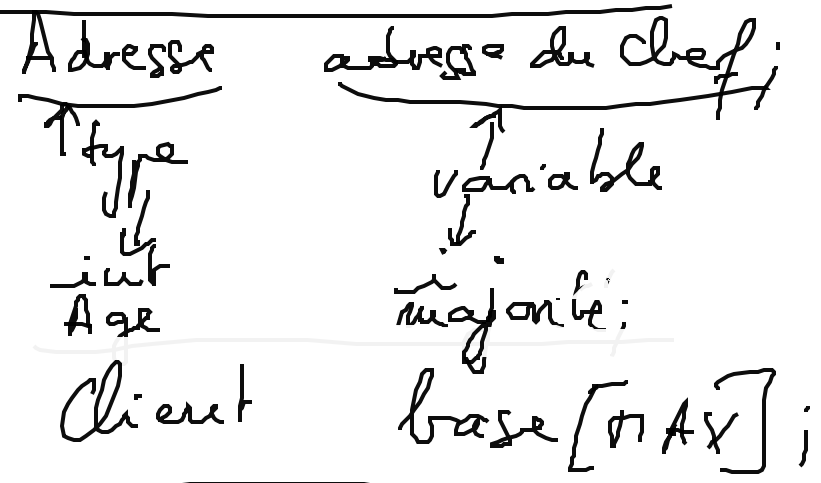 Adresse adresse du Chef;
type variable
int i;
Age majorité;
Client base[MAX];